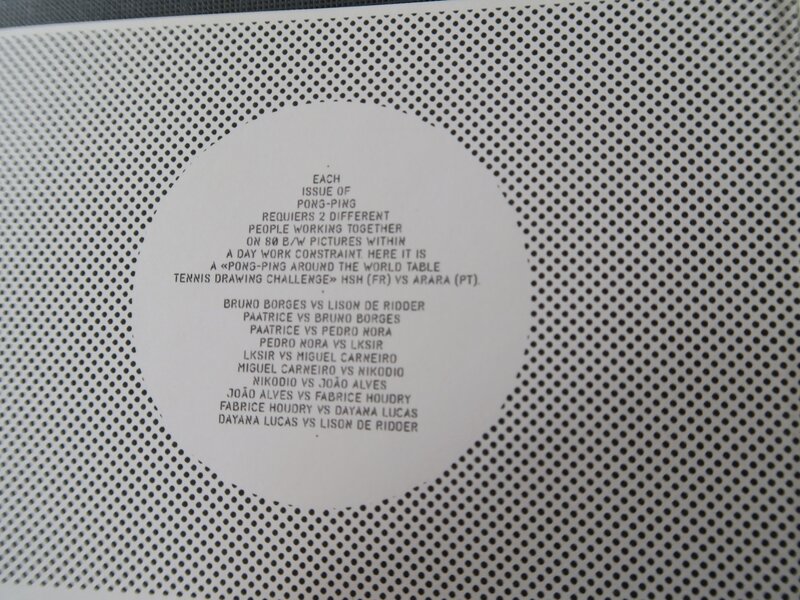 EACH
ISSUE OF
PONG-PING
REQUIERS 2 DIFFERENT
PEOPLE WORKING TOGETHER
ON 80 B/W PICTURES WITHIN
A DAY WORK CONSTRAINT. HERE IT IS
A «PONG-PING AROUND THE WORLD TABLE
TENNIS DRAWING CHALLENGE» HSH (FR) VS ARARA (PT).
BRUNO BORGES VS LISON DE RIDDER
PAATRICE VS BRUNO BORGES
PAATRICE VS PEDRO NORA
PEDRO NORA VS LKSIR
LKSIR VS MIGUEL CARNEIRO
MIGUEL CARNEIRO VS NIKODIO
NIKODIO VS JOÃO ALVES
JOÃO ALVES VS FABRICE HOUDRY
FABRICE HOUDRY VS DAYANA LUCAS
DAYANA LUCAS VS LISON DE RIDDER